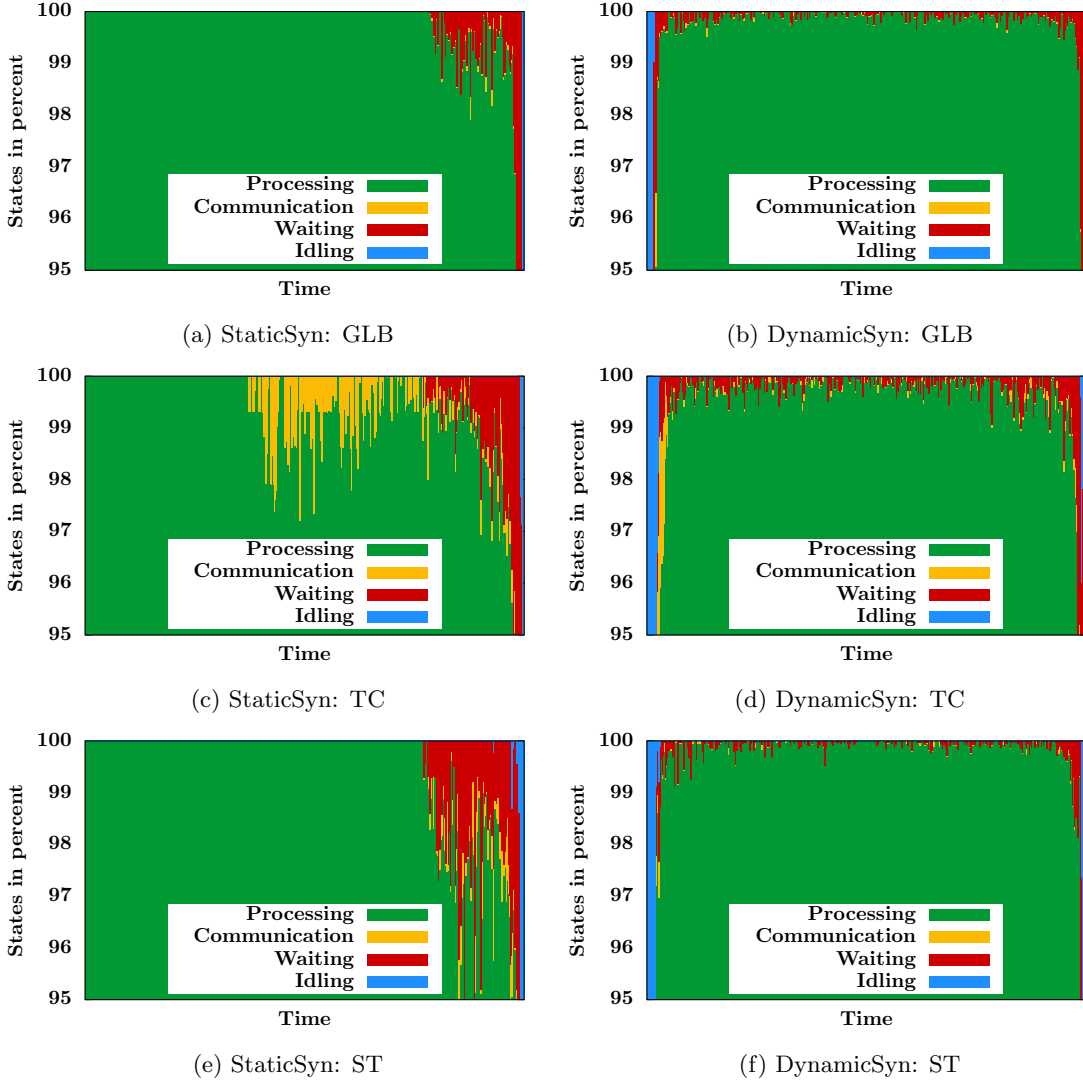 100
99
98
97
96
95
States in percent
Processing
Communication
Waiting
Idling
Time
(a) StaticSyn: GLB
100
99
98
97
96
95
States in percent
Processing
Communication
Waiting
Idling
Time
(b) DynamicSyn: GLB
100
99
98
97
96
95
States in percent
Processing
Communication
Waiting
Idling
Time
(c) StaticSyn: TC
100
99
98
97
96
95
States in percent
Processing
Communication
Waiting
Idling
Time
(d) DynamicSyn: TC
100
99
98
97
96
95
States in percent
Processing
Communication
Waiting
Idling
Time
(e) StaticSyn: ST
100
99
98
97
96
95
States in percent
Processing
Communication
Waiting
Idling
Time
(f) DynamicSyn: ST